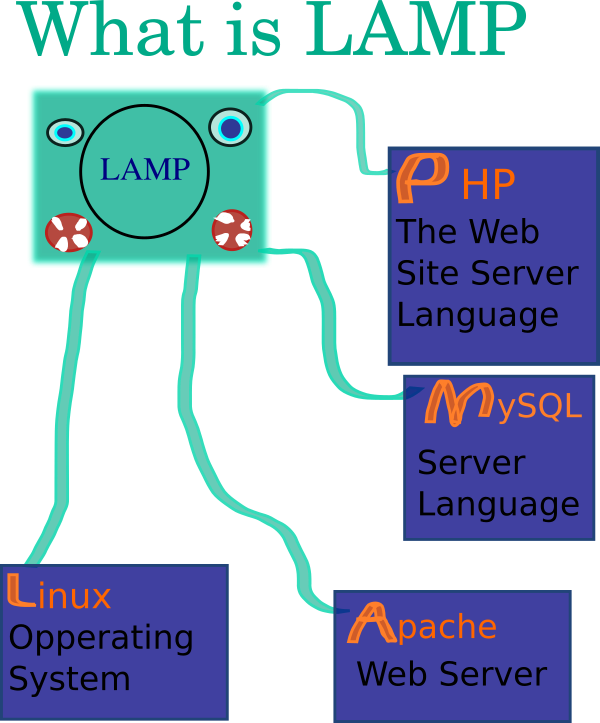 What is LAMP
LAMP
PHP
The Web
Site Server
Language
MySQL
Server
Language
Linux
Opperating
System
Apache
Web Server